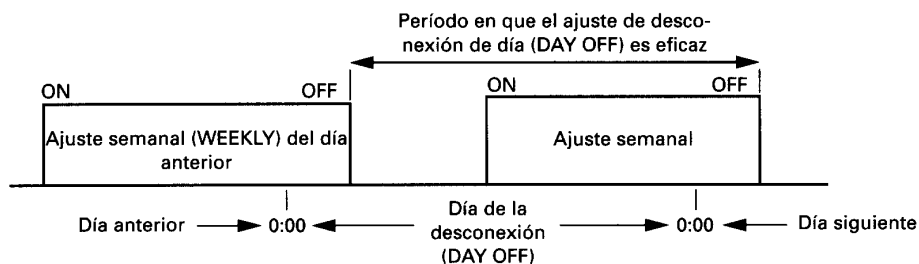 Período en que el ajuste de desco-
nexión de día (DAY OFF) es eficaz
ON
OFF
ON
OFF
Ajuste semanal (WEEKLY) del día
anterior
Ajuste semanal
Día anterior
0:00
Día de la
desconexión
(DAY OFF)
0:00
Día siguiente